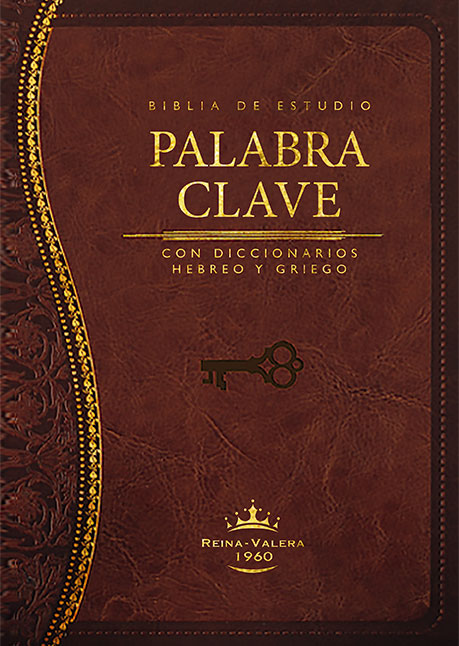 BIBLIA DE ESTUDIO
PALABRA
CLAVE
CON DICCIONARIOS
HEBREO Y GRIEGO
REINA-VALERA
1960